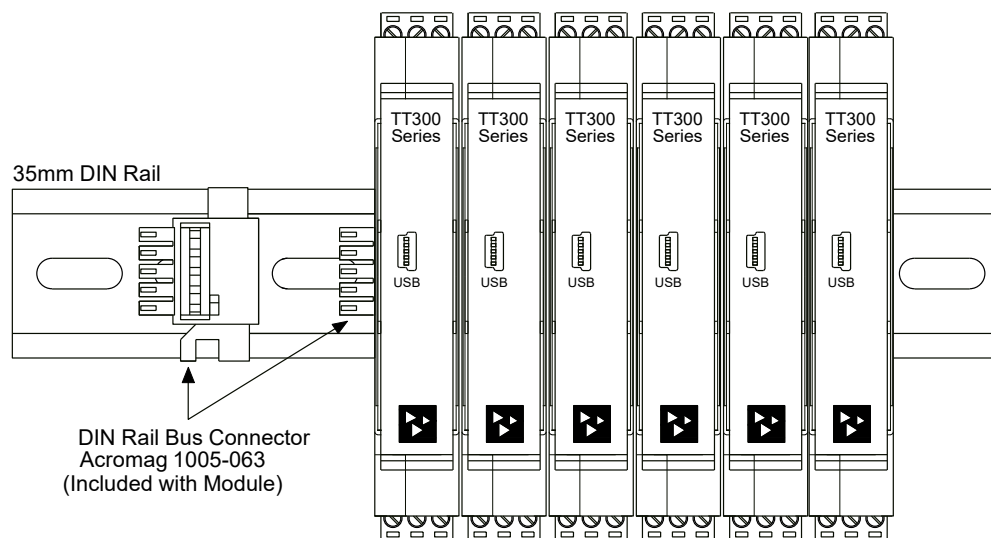 TT300
Series
TT300
Series
TT300
Series
TT300
Series
TT300
Series
TT300
Series
35mm DIN Rail
USB
USB
USB
USB
USB
USB
DIN Rail Bus Connector
Acromag 1005-063
(Included with Module)